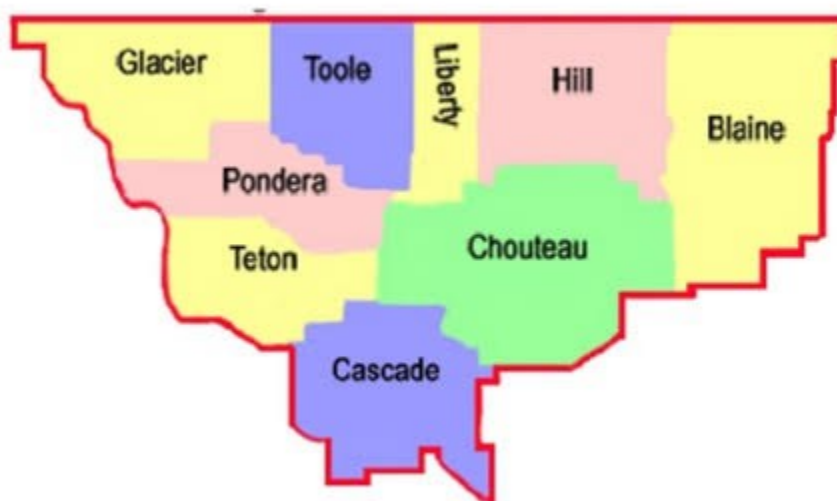 Glacier
Toole
Liberty
Hill
Blaine
Pondera
Teton
Chouteau
Cascade